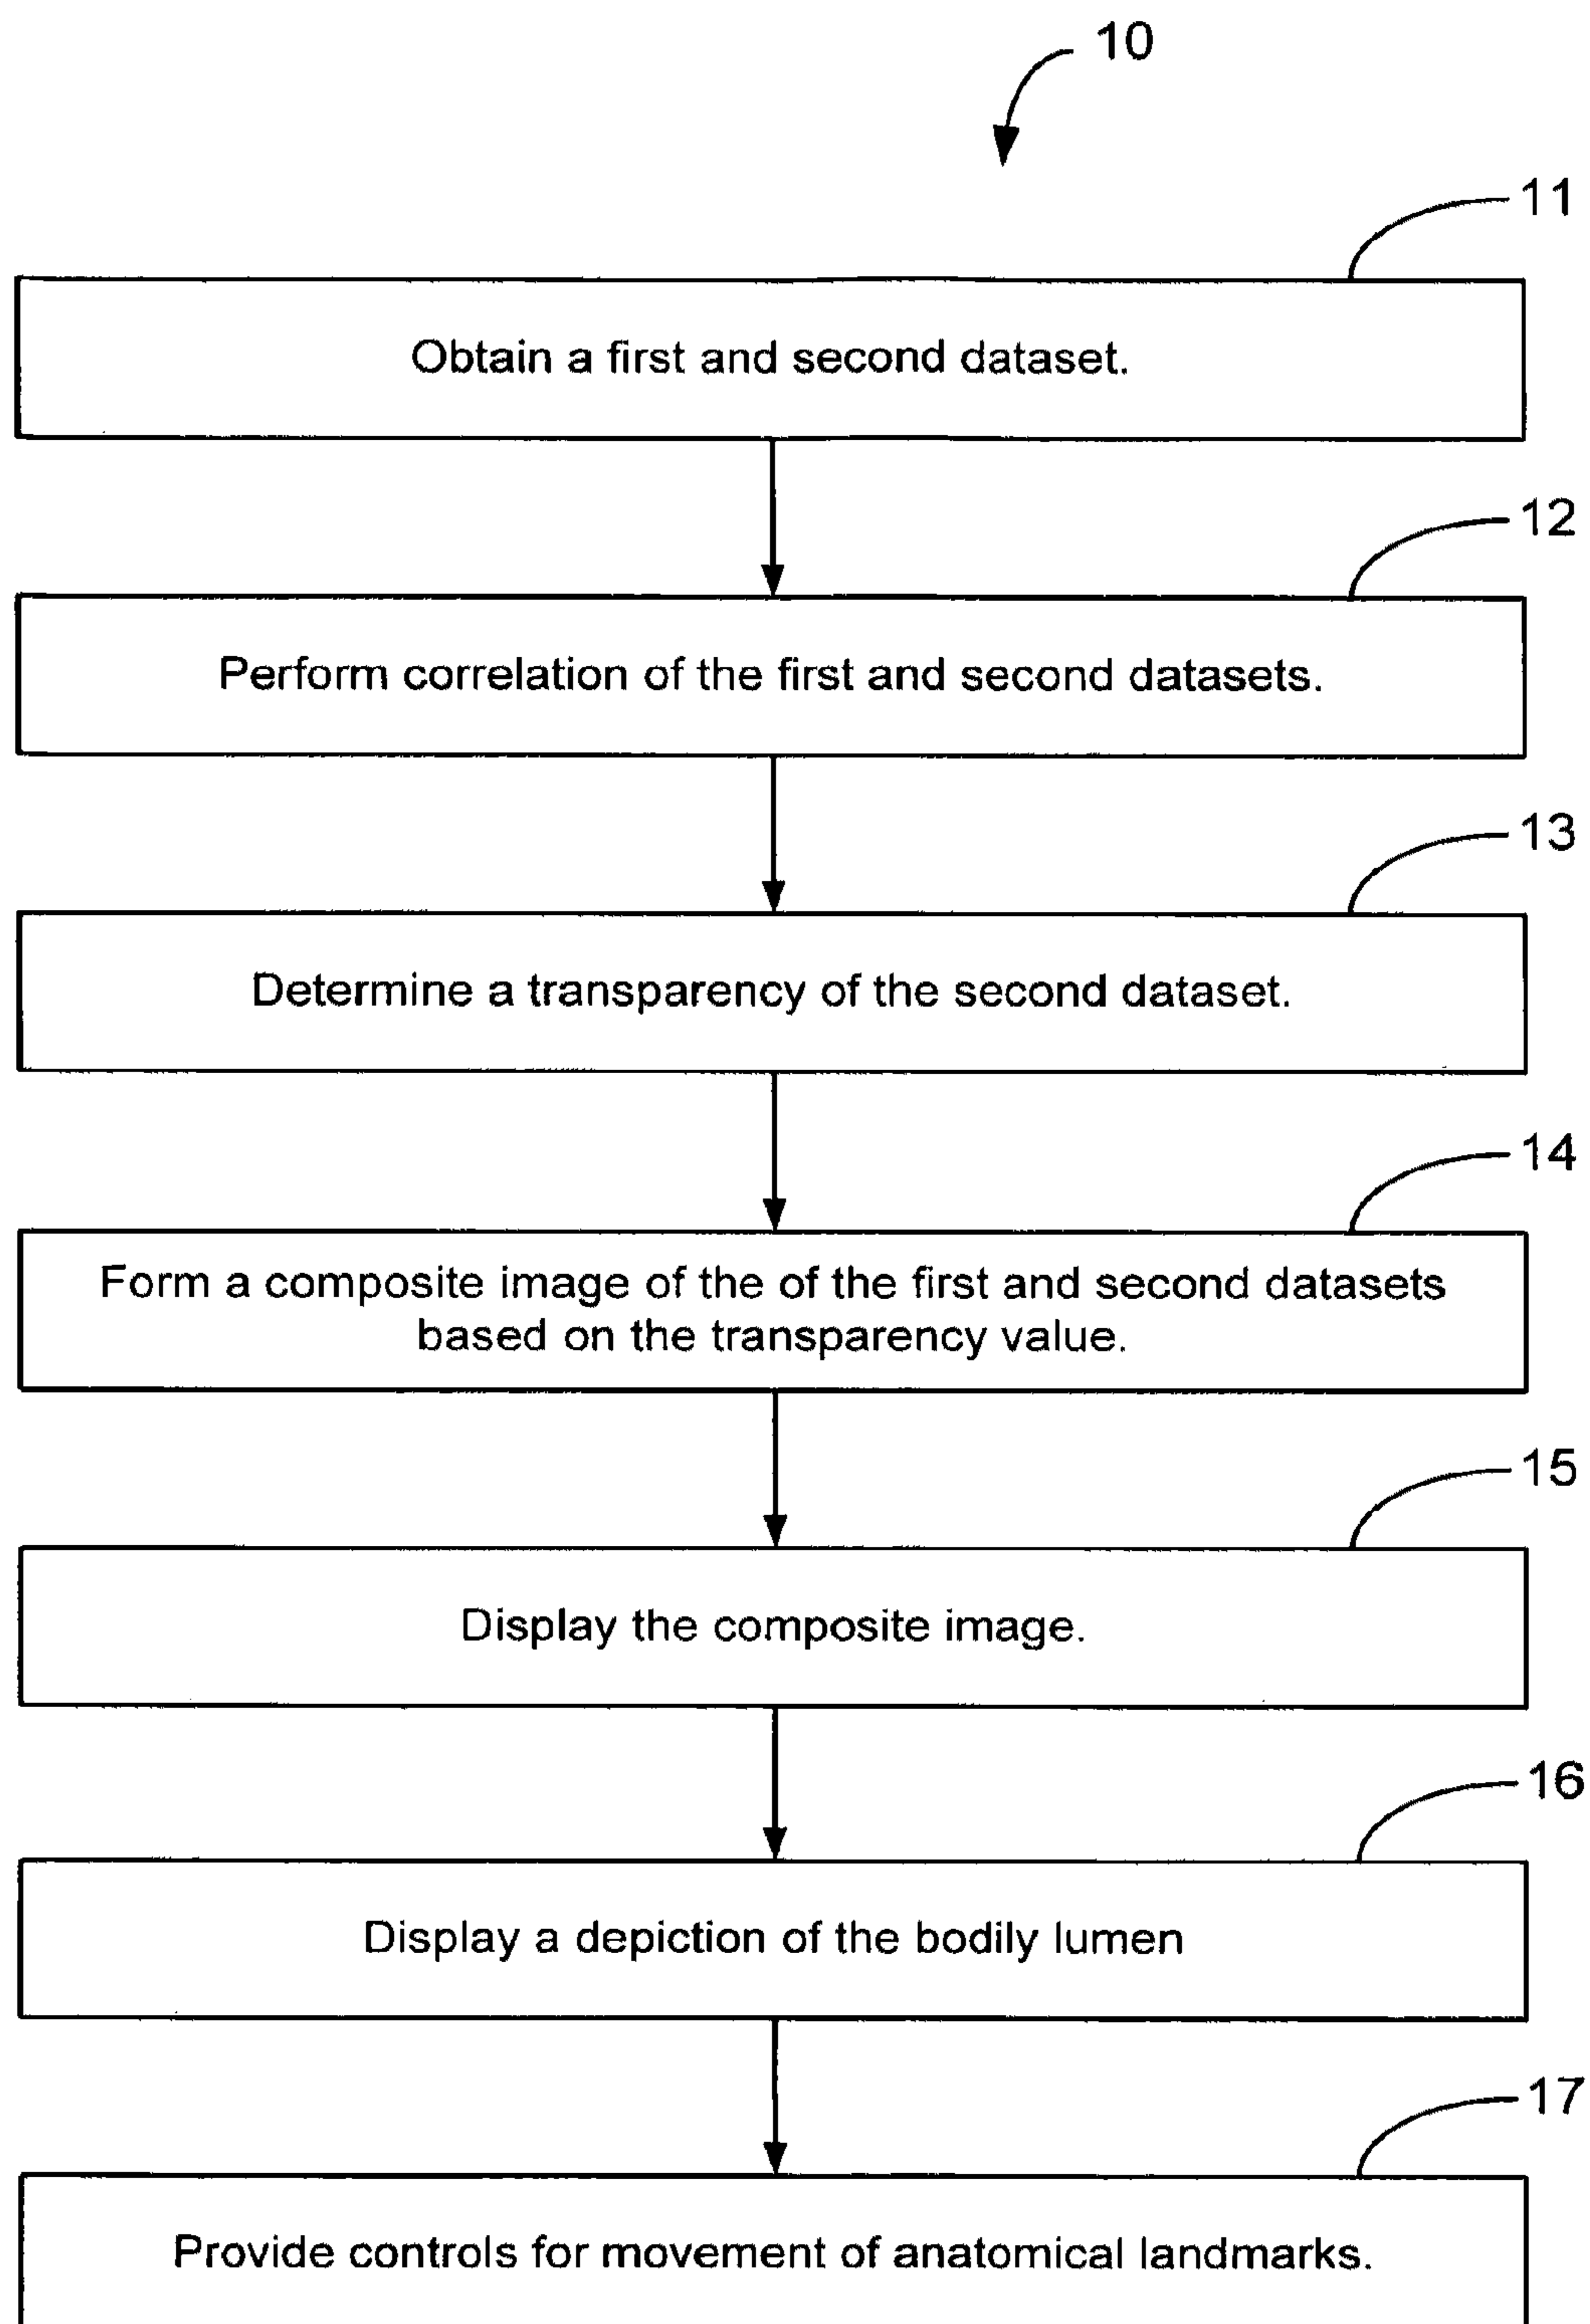 10
11
Obtain a first and second dataset.
12
Perform correlation of the first and second datasets.
13
Determine a transparency of the second dataset.
14
Form a composite image of the of the first and second datasets
based on the transparency value.
15
Display the composite image.
16
Display a depiction of the bodily lumen
17
Provide controls for movement of anatomical landmarks.